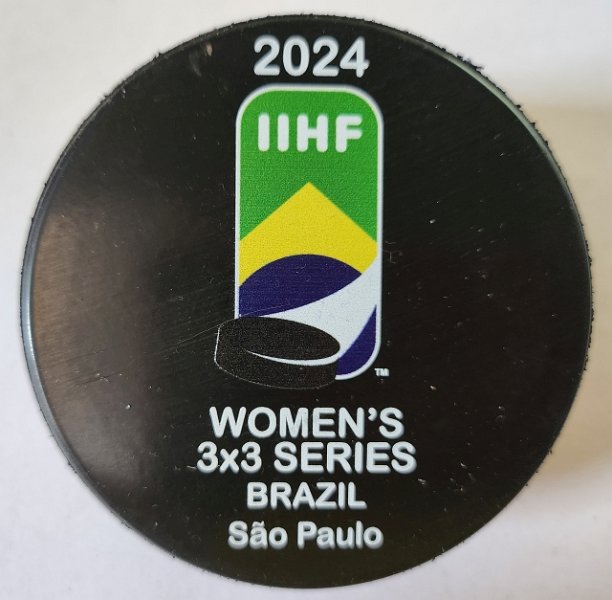 2024
IIHF
TM
WOMEN'S
3x3 SERIES
BRAZIL
São Paulo